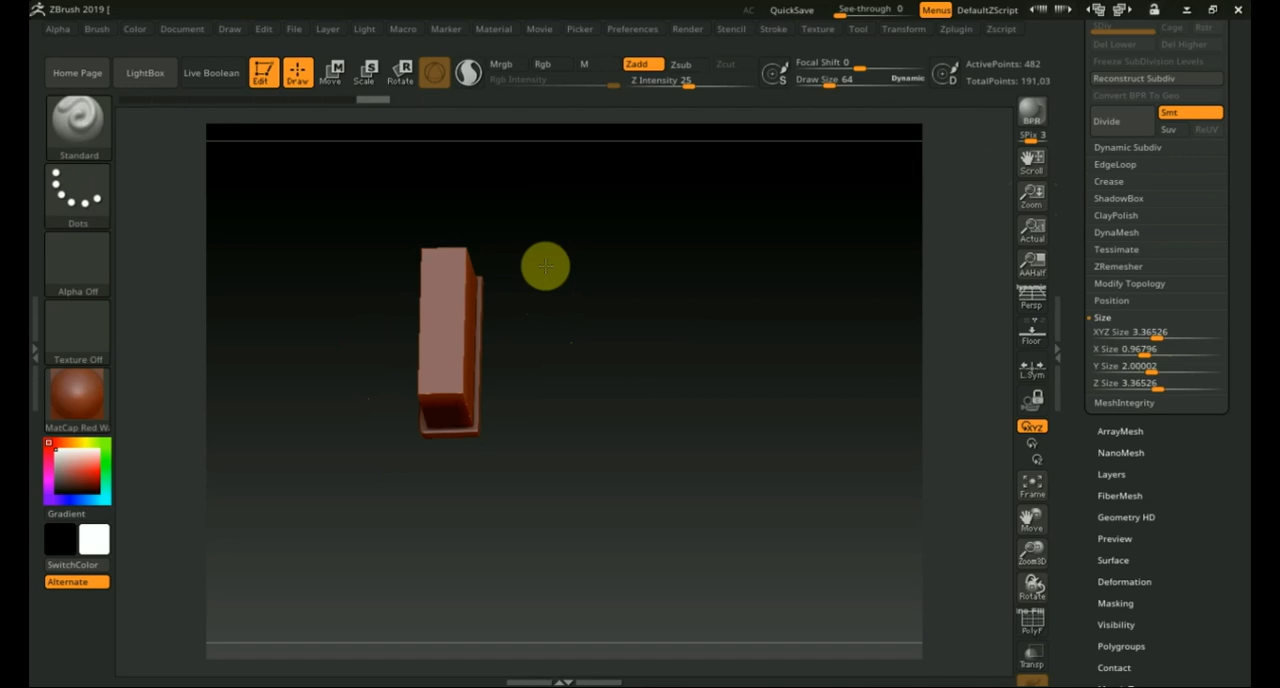 ZBrush 2019 [
AC QuickSave See-through 0 Menus DefaultZScript
Alpha Brush Color Document Draw Edit File Layer Light Macro Marker Material Movie Picker Preferences Render Stencil Stroke Texture Tool Transform Zplugin Zscript
Home Page LightBox Live Boolean Edit Draw Move Scale Rotate
Mrgb Rgb M Zadd Zsub Zcut
Rgb Intensity Z Intensity 25
Focal Shift 0
Draw Size 64 Dynamic
S
D
ActivePoints: 482
TotalPoints: 191,03
Standard
Dots
Alpha Off
Texture Off
MatCap Red W
Gradient
SwitchColor
Alternate
BPR
SPix 3
Scroll
Zoom
Actual
AAHalf
Dynamic
Persp
Floor
L.Sym
XYZ
Frame
Move
Zoom3D
Rotate
Line Fill
PolyF
Transp
SDiv Cage Rstr
Del Lower Del Higher
Freeze SubDivision Levels
Reconstruct Subdiv
Convert BPR To Geo
Divide Smt
Suv ReUV
Dynamic Subdiv
EdgeLoop
Crease
ShadowBox
ClayPolish
DynaMesh
Tessimate
ZRemesher
Modify Topology
Position
Size
XYZ Size 3.36526
X Size 0.96796
Y Size 2.00002
Z Size 3.36526
MeshIntegrity
ArrayMesh
NanoMesh
Layers
FiberMesh
Geometry HD
Preview
Surface
Deformation
Masking
Visibility
Polygroups
Contact